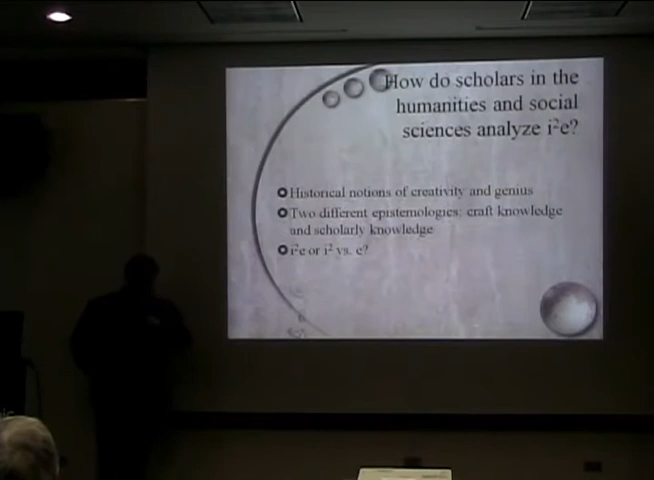 How do scholars in the
humanities and social
sciences analyze i²e?
Historical notions of creativity and genius
Two different epistemologies: craft knowledge
and scholarly knowledge
i²e or i² vs. e?